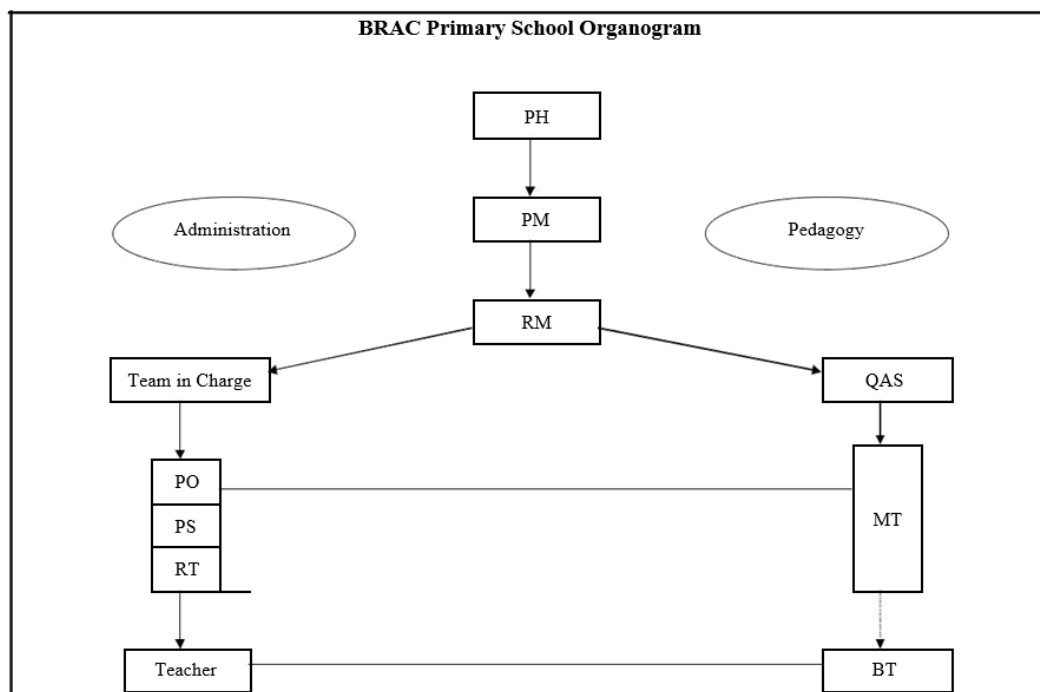 BRAC Primary School Organogram
PH
Administration
PM
Pedagogy
RM
Team in Charge
QAS
PO
PS
MT
RT
Teacher
BT